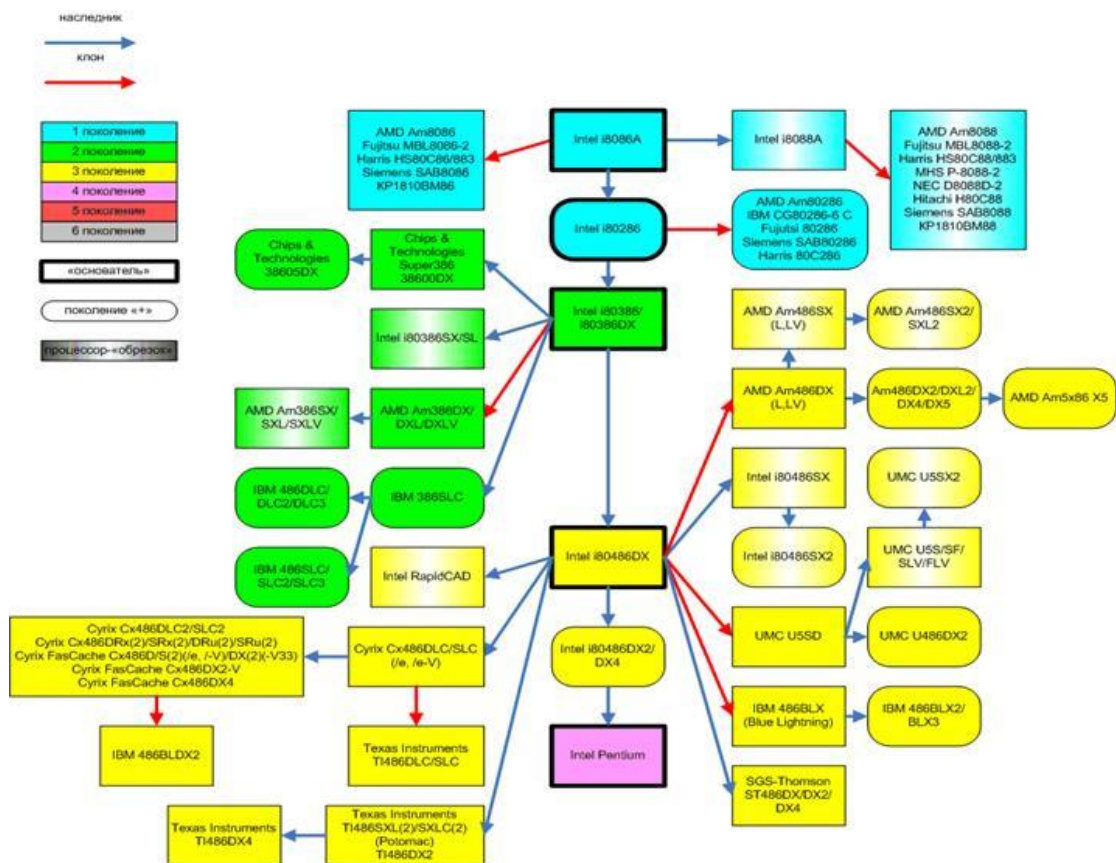 наследник
клон
1 поколение
2 поколение
3 поколение
4 поколение
5 поколение
6 поколение
«основатель»
поколение «+»
процессор-«обрезок»
AMD Am8086
Fujitsu MBL8086-2
Harris HS80C86/883
Siemens SAB8086
KP1810BM86
Intel i8086A
Intel i8088A
AMD Am8088
Fujitsu MBL8088-2
Harris HS80C88/883
MHS P-8088-2
NEC D8088D-2
Hitachi H80C88
Siemens SAB8088
KP1810BM88
Intel i80286
AMD Am80286
IBM CG80286-6 C
Fujutsi 80286
Siemens SAB80286
Harris 80C286
Chips &
Technologies
38605DX
Chips &
Technologies
Super386
38600DX
Intel i80386/
i80386DX
Intel i80386SX/SL
AMD Am386SX/
SXL/SXLV
AMD Am386DX/
DXL/DXLV
IBM 486DLC/
DLC2/DLC3
IBM 386SLC
IBM 486SLC/
SLC2/SLC3
AMD Am486SX
(L,LV)
AMD Am486SX2/
SXL2
AMD Am486DX
(L,LV)
Am486DX2/DXL2/
DX4/DX5
AMD Am5x86 X5
Intel i80486SX
UMC U5SX2
Intel i80486DX
Intel i80486SX2
UMC U5S/SF/
SLV/FLV
Intel RapidCAD
UMC U5SD
UMC U486DX2
Cyrix Cx486DLC2/SLC2
Cyrix Cx486DRx(2)/SRx(2)/DRu(2)/SRu(2)
Cyrix FasCache Cx486D/S(2)(/e, /-V)/DX(2)(-V33)
Cyrix FasCache Cx486DX2-V
Cyrix FasCache Cx486DX4
Cyrix Cx486DLC/SLC
(/e, /e-V)
Intel i80486DX2/
DX4
IBM 486BLX
(Blue Lightning)
IBM 486BLX2/
BLX3
IBM 486BLDX2
Texas Instruments
TI486DLC/SLC
Intel Pentium
SGS-Thomson
ST486DX/DX2/
DX4
Texas Instruments
TI486DX4
Texas Instruments
TI486SXL(2)/SXLC(2)
(Potomac)
TI486DX2